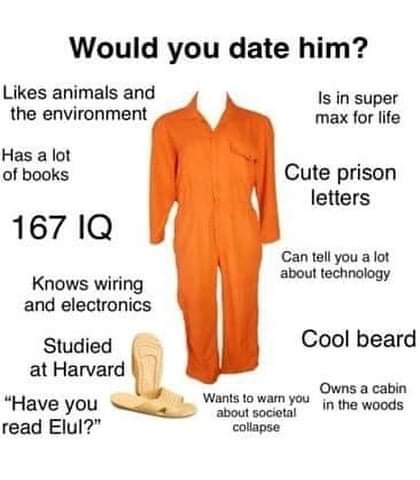 Would you date him?
Likes animals and
the environment
Is in super
max for life
Has a lot
of books
Cute prison
letters
167 IQ
Can tell you a lot
about technology
Knows wiring
and electronics
Studied
at Harvard
Cool beard
"Have you
read Elul?"
Wants to warn you
about societal
collapse
Owns a cabin
in the woods